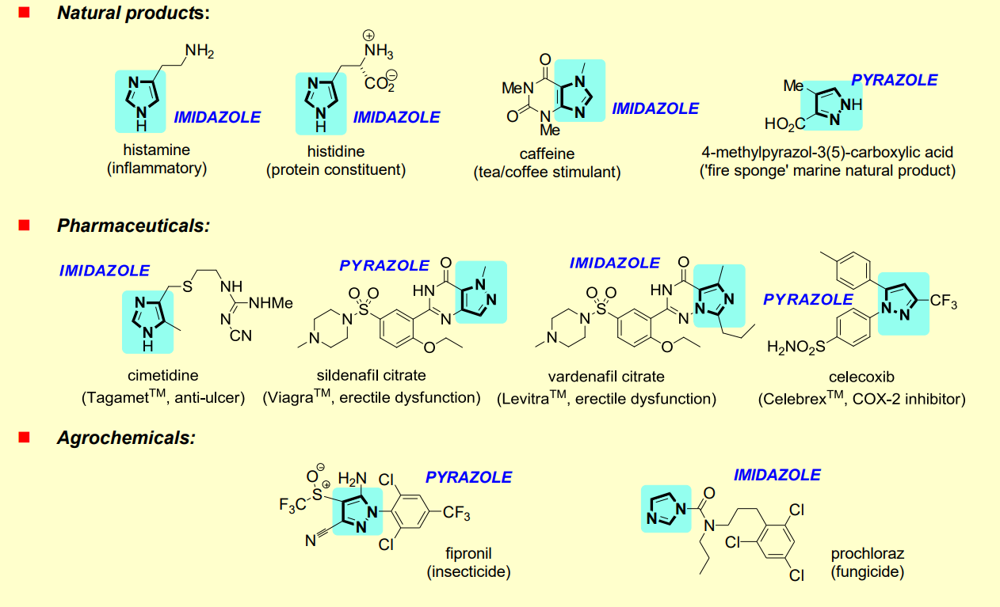 Natural products:
NH2
N
N
H
IMIDAZOLE
histamine
(inflammatory)
⊕
NH3
CO2⊖
N
N
H
IMIDAZOLE
histidine
(protein constituent)
O
MeN
N
O
N
N
Me
IMIDAZOLE
caffeine
(tea/coffee stimulant)
Me
PYRAZOLE
NH
N
HO2C
4-methylpyrazol-3(5)-carboxylic acid
('fire sponge' marine natural product)
Pharmaceuticals:
IMIDAZOLE
S
NH
N
NHMe
N
N
H
CN
cimetidine
(TagametTM, anti-ulcer)
PYRAZOLE
O
HN
N
N
O O
S
N
N
N
O
sildenafil citrate
(ViagraTM, erectile dysfunction)
IMIDAZOLE
O
HN
N
N
O O
S
N
N
N
O
vardenafil citrate
(LevitraTM, erectile dysfunction)
PYRAZOLE
N
N
CF3
H2NO2S
celecoxib
(CelebrexTM, COX-2 inhibitor)
Agrochemicals:
O⊖
S⊕
F3C
H2N
Cl
PYRAZOLE
N
N
CF3
N
Cl
fipronil
(insecticide)
IMIDAZOLE
O
N
N
N
Cl
Cl
Cl
prochloraz
(fungicide)